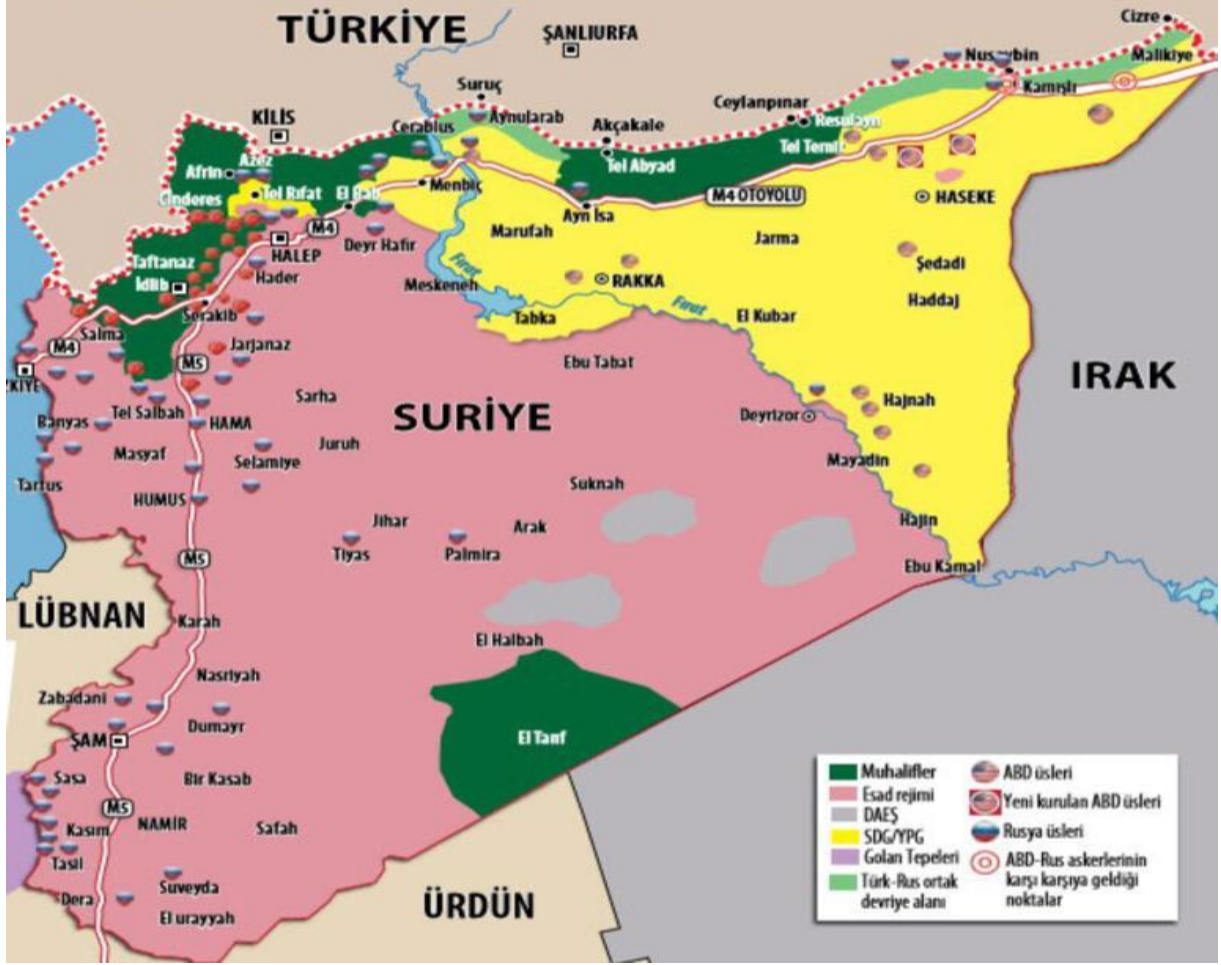 TÜRKİYE
ŞANLIURFA
Cizre
Nusaybin
Malikiye
Kamışlı
Suruç
KİLİS
Aynularab
Ceylanpınar
Resulayn
Cerablus
Akçakale
Tel Abyad
Tel Temir
Afrin
Azez
Cinderes
Tel Rıfat
El Bab
Menbiç
M4 OTOYOLU
HASEKE
Ayn İsa
M4
HALEP
Deyr Hafir
Marufah
Jarma
Taftanaz
İdlib
Hader
Fırat
Meskeneh
RAKKA
Şedadi
Haddaj
Serakib
Tabka
Fırat
El Kubar
Salma
M4
M5
Jarjanaz
Ebu Tabat
IRAK
ZKİYE
Sarha
SURİYE
Banyas
Tel Salbah
HAMA
Deyrizor
Hajnah
Masyaf
Juruh
Selamiye
Mayadin
Tartus
HUMUS
Suknah
Jihar
Arak
Hajin
Tiyas
Palmira
M5
Ebu Kamal
LÜBNAN
Karah
El Halbah
Nasriyah
Zabadani
Dumayr
ŞAM
El Tanf
Sasa
Bir Kasab
M5
Kasım
NAMİR
Safah
Tasil
Suveyda
Dera
El urayyah
ÜRDÜN
Muhalifler
Esad rejimi
DAEŞ
SDG/YPG
Golan Tepeleri
Türk-Rus ortak
devriye alanı
ABD üsleri
Yeni kurulan ABD üsleri
Rusya üsleri
ABD-Rus askerlerinin
karşı karşıya geldiği
noktalar